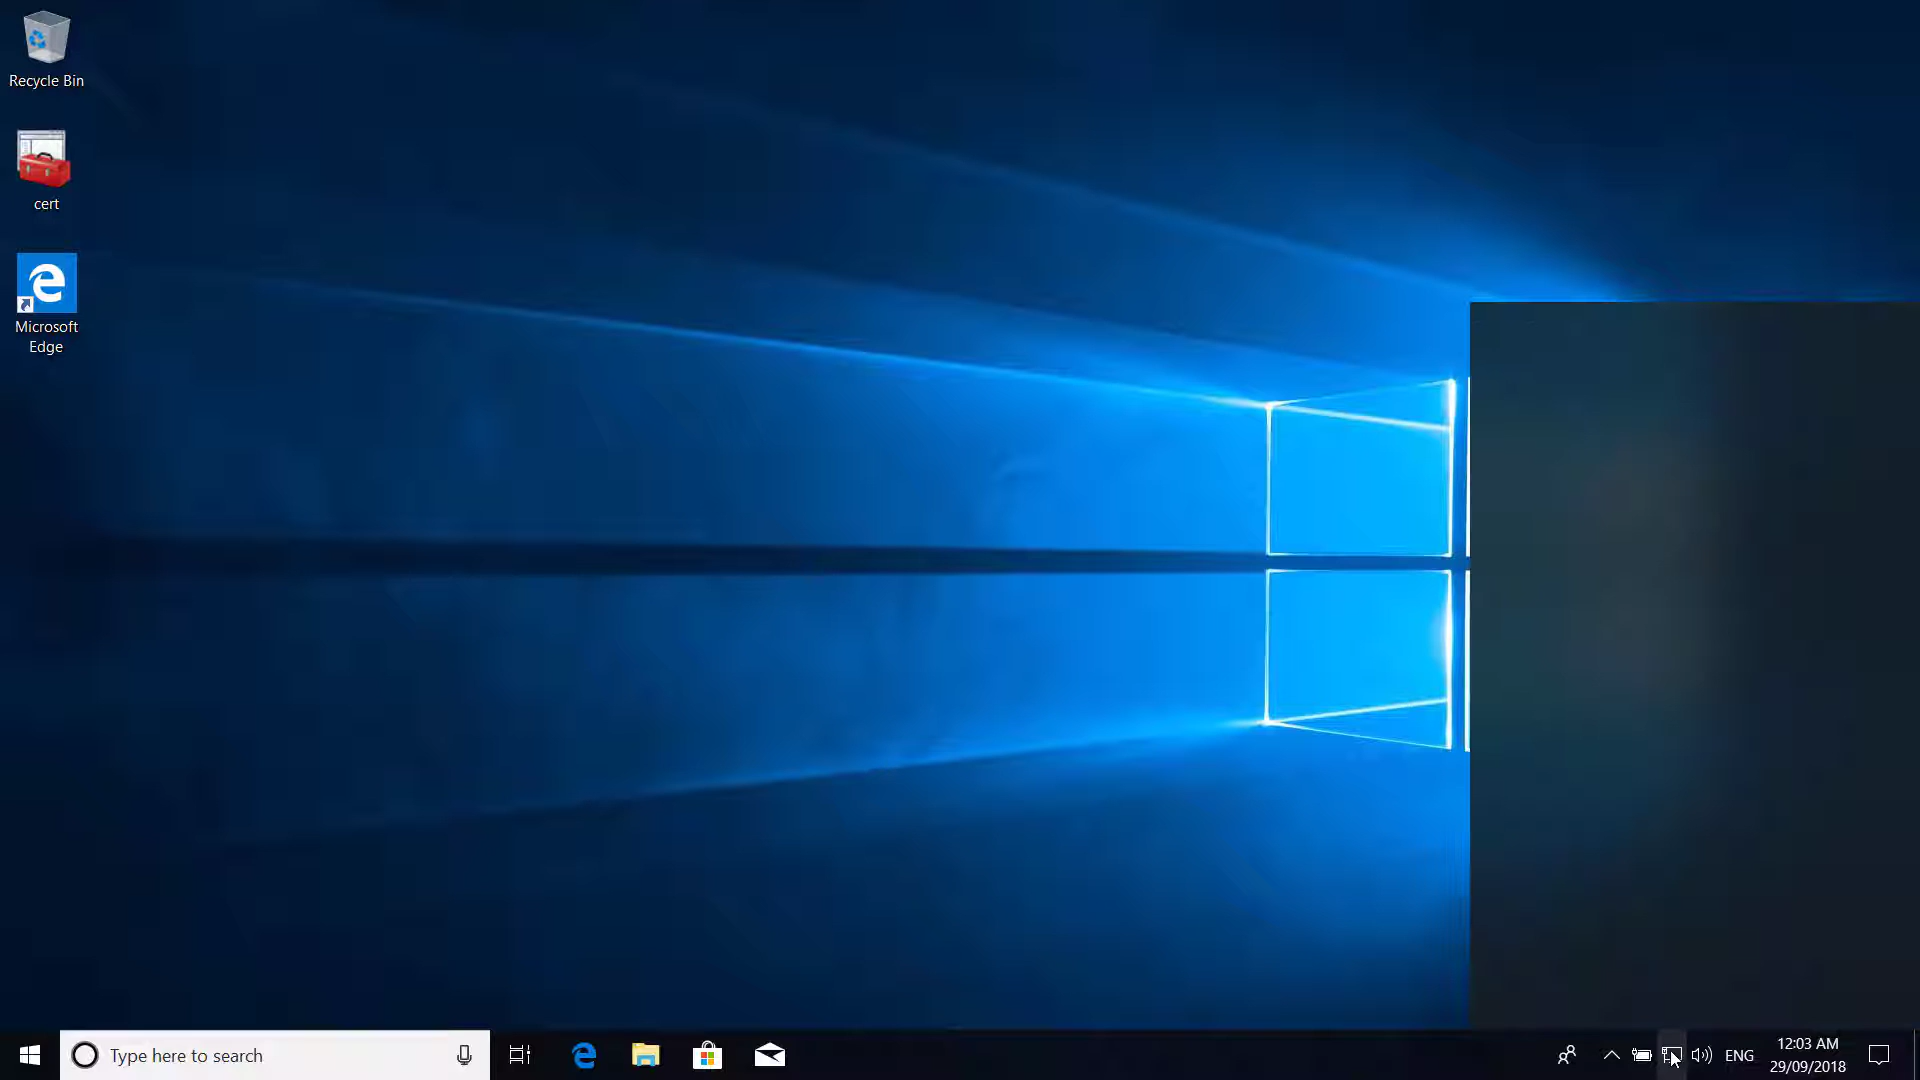 Recycle Bin
cert
Microsoft
Edge
Type here to search
ENG
12:03 AM
29/09/2018